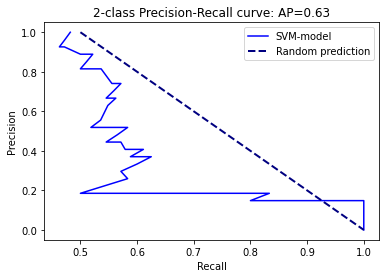 2-class Precision-Recall curve: AP=0.63
SVM-model
Random prediction
Precision
1.0
0.8
0.6
0.4
0.2
0.0
0.5
0.6
0.7
0.8
0.9
1.0
Recall